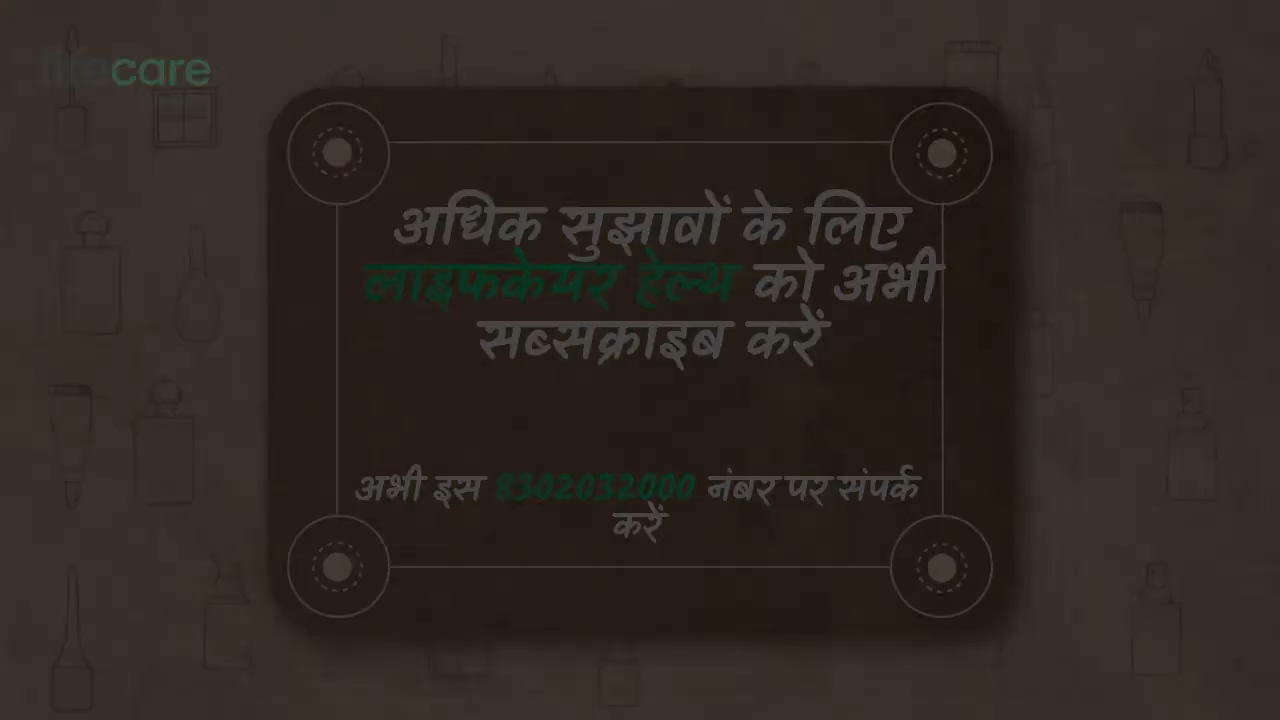 lifecare
अधिक सुझावों के लिए
लाइफकेयर हेल्थ को अभी
सब्सक्राइब करें
अभी इस 8302032000 नंबर पर संपर्क
करें